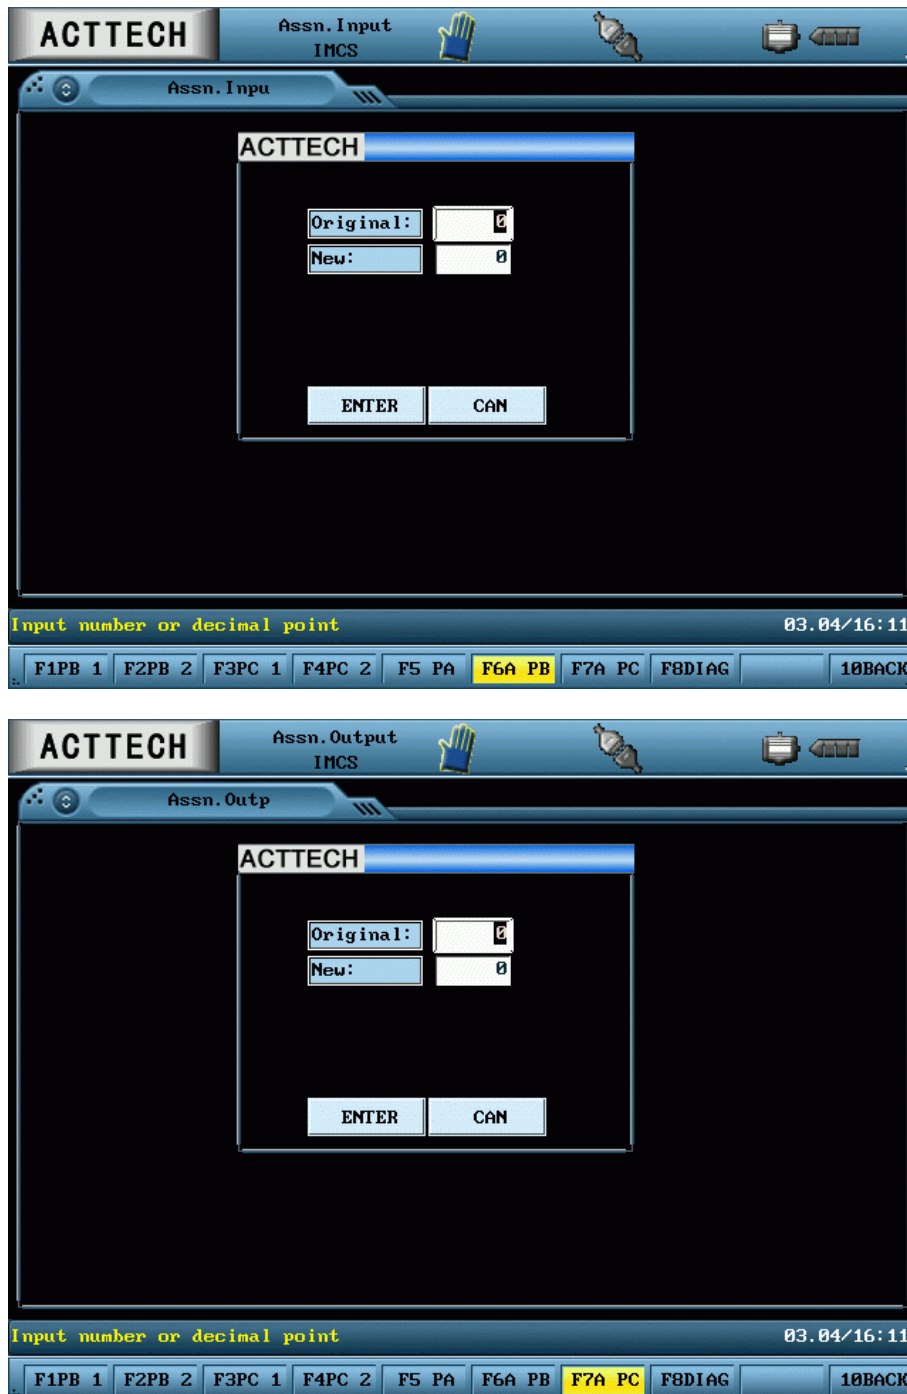 ACTTECH
Assn.Input
IMCS
Assn.Inpu
ACTTECH
Original: 0
New: 0
ENTER CAN
Input number or decimal point 03.04/16:11
F1PB 1 F2PB 2 F3PC 1 F4PC 2 F5 PA F6A PB F7A PC F8DIAG 10BACK
ACTTECH
Assn.Output
IMCS
Assn.Outp
ACTTECH
Original: 0
New: 0
ENTER CAN
Input number or decimal point 03.04/16:11
F1PB 1 F2PB 2 F3PC 1 F4PC 2 F5 PA F6A PB F7A PC F8DIAG 10BACK